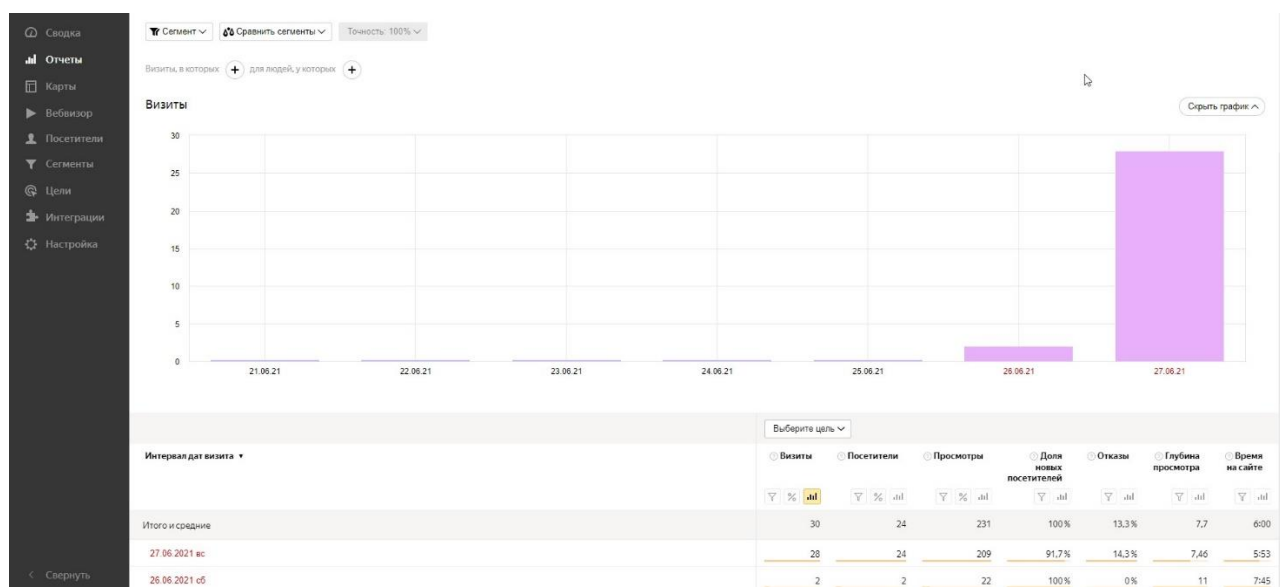 Сводка
Отчеты
Карты
Вебвизор
Посетители
Сегменты
Цели
Интеграции
Настройка
Свернуть
Сегмент Сравнить сегменты Точность: 100%
Визиты, в которых + для людей, у которых +
Визиты
Скрыть график
30
25
20
15
10
5
0
21.06.21 22.06.21 23.06.21 24.06.21 25.06.21 26.06.21 27.06.21
Выберите цель
Интервал дат визита ▼ Визиты Посетители Просмотры Доля новых посетителей Отказы Глубина просмотра Время на сайте
Итого и средние 30 24 231 100% 13,3% 7,7 6:00
27.06.2021 вс 28 24 209 91,7% 14,3% 7,46 5:53
26.06.2021 сб 2 2 22 100% 0% 11 7:45